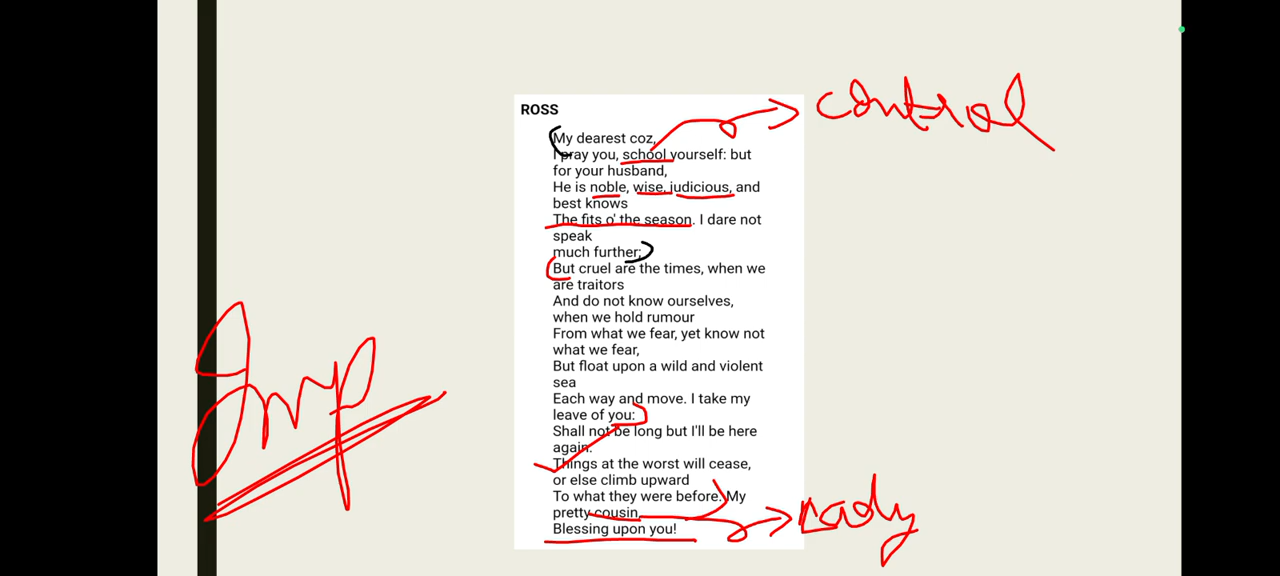 ROSS
My dearest coz,
I pray you, school yourself: but
for your husband,
He is noble, wise, judicious, and
best knows
The fits o' the season. I dare not
speak
much further;
But cruel are the times, when we
are traitors
And do not know ourselves,
when we hold rumour
From what we fear, yet know not
what we fear,
But float upon a wild and violent
sea
Each way and move. I take my
leave of you:
Shall not be long but I'll be here
again:
Things at the worst will cease,
or else climb upward
To what they were before. My
pretty cousin,
Blessing upon you!
control
Imp
Lady